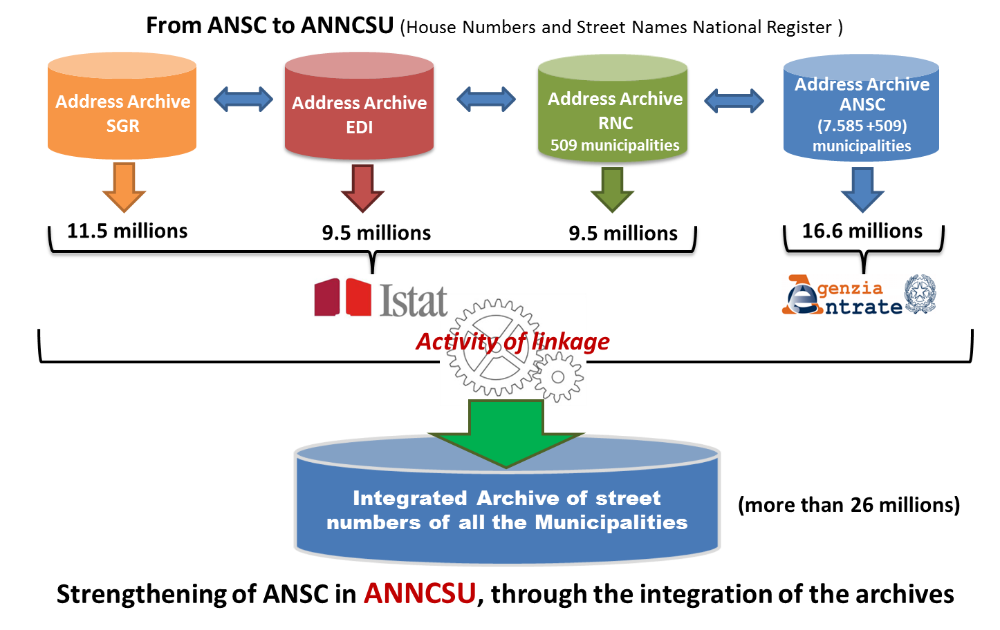 From ANSC to ANNCSU (House Numbers and Street Names National Register )
Address Archive
SGR
Address Archive
EDI
Address Archive
RNC
509 municipalities
Address Archive
ANSC
(7.585 +509)
municipalities
11.5 millions
9.5 millions
9.5 millions
16.6 millions
Istat
Agenzia
Entrate
Activity of linkage
Integrated Archive of street
numbers of all the Municipalities
(more than 26 millions)
Strengthening of ANSC in ANNCSU, through the integration of the archives